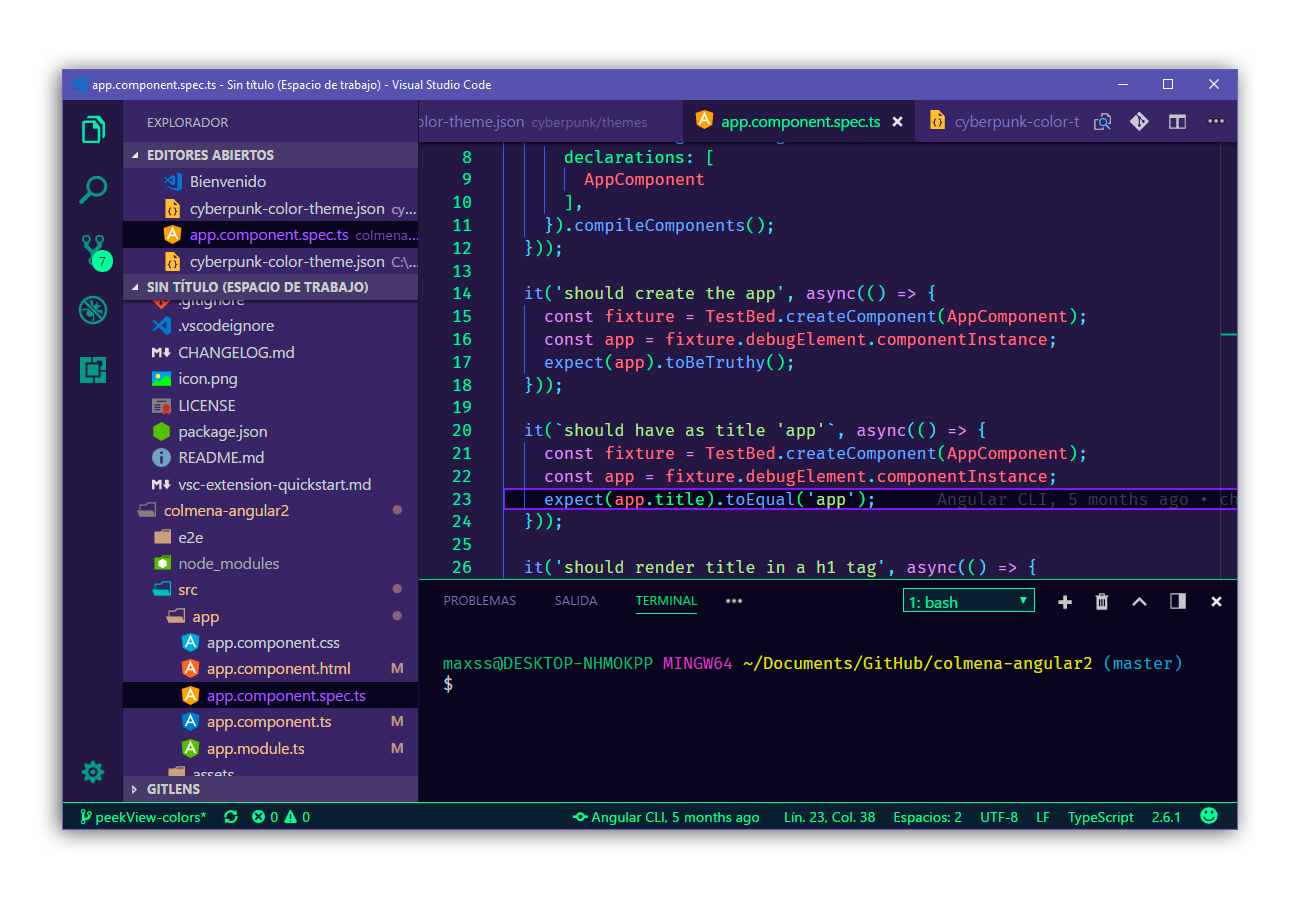 app.component.spec.ts - Sin título (Espacio de trabajo) - Visual Studio Code
EXPLORADOR
EDITORES ABIERTOS
Bienvenido
cyberpunk-color-theme.json cy...
app.component.spec.ts colmena...
cyberpunk-color-theme.json C:\...
SIN TÍTULO (ESPACIO DE TRABAJO)
.gitignore
.vscodeignore
CHANGELOG.md
icon.png
LICENSE
package.json
README.md
vsc-extension-quickstart.md
colmena-angular2
e2e
node_modules
src
app
app.component.css
app.component.html M
app.component.spec.ts
app.component.ts M
app.module.ts M
assets
GITLENS
7
olor-theme.json cyberpunk/themes
app.component.spec.ts
cyberpunk-color-t
8 declarations: [
9 AppComponent
10 ],
11 }).compileComponents();
12 }));
13
14 it('should create the app', async(() => {
15 const fixture = TestBed.createComponent(AppComponent);
16 const app = fixture.debugElement.componentInstance;
17 expect(app).toBeTruthy();
18 }));
19
20 it(`should have as title 'app'`, async(() => {
21 const fixture = TestBed.createComponent(AppComponent);
22 const app = fixture.debugElement.componentInstance;
23 expect(app.title).toEqual('app'); Angular CLI, 5 months ago • ch
24 }));
25
26 it('should render title in a h1 tag', async(() => {
PROBLEMAS SALIDA TERMINAL ••• 1: bash
maxss@DESKTOP-NHMOKPP MINGW64 ~/Documents/GitHub/colmena-angular2 (master)
$
peekView-colors* 0 0 Angular CLI, 5 months ago Lín. 23, Col. 38 Espacios: 2 UTF-8 LF TypeScript 2.6.1